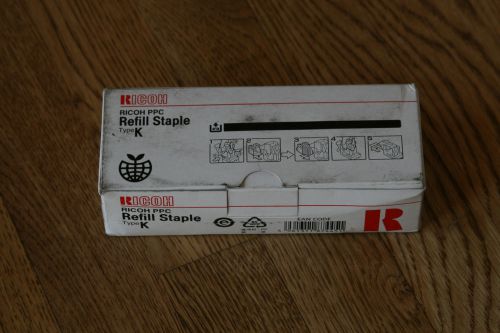 RICOH
RICOH PPC
Refill Staple
Type K
1 2 3 4 5
RICOH
RICOH PPC
Refill Staple
Type K
EAN CODE
R